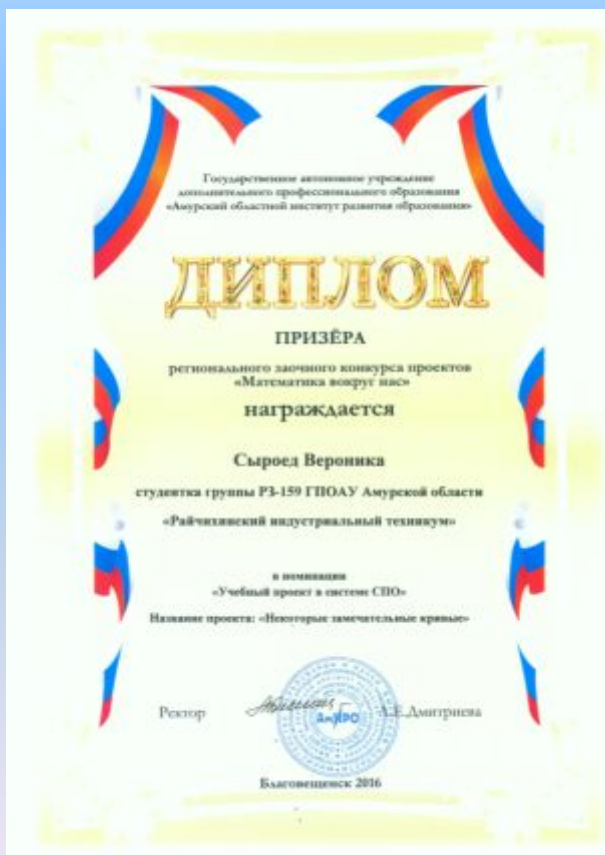 Государственное автономное учреждение
дополнительного профессионального образования
«Амурский областной институт развития образования»
ДИПЛОМ
ПРИЗЁРА
регионального заочного конкурса проектов
«Математика вокруг нас»
награждается
Сыроед Вероника
студентка группы РЗ-159 ГПОАУ Амурской области
«Райчихинский индустриальный техникум»
в номинации
«Учебный проект в системе СПО»
Название проекта: «Некоторые замечательные кривые»
Ректор АмИРО Л.Е.Дмитриева
Благовещенск 2016